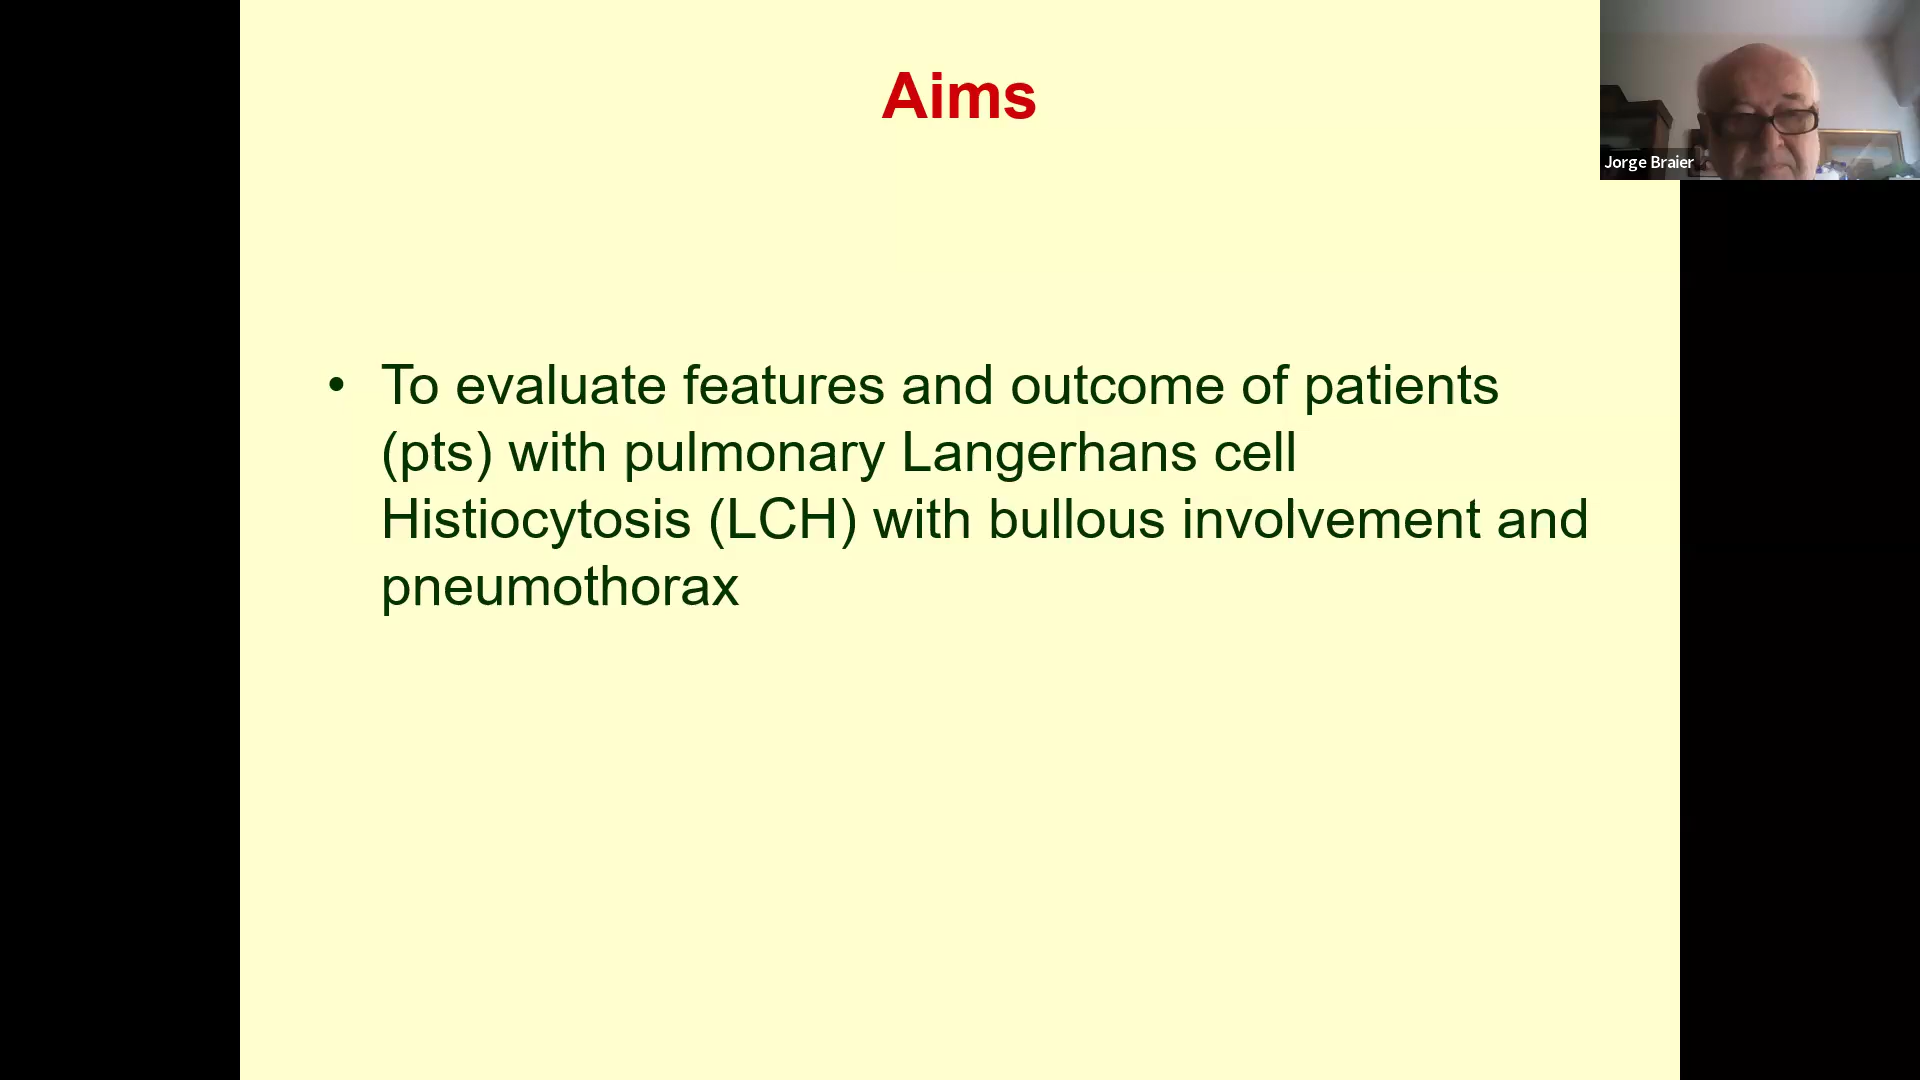 Aims
Jorge Braier
• To evaluate features and outcome of patients
(pts) with pulmonary Langerhans cell
Histiocytosis (LCH) with bullous involvement and
pneumothorax